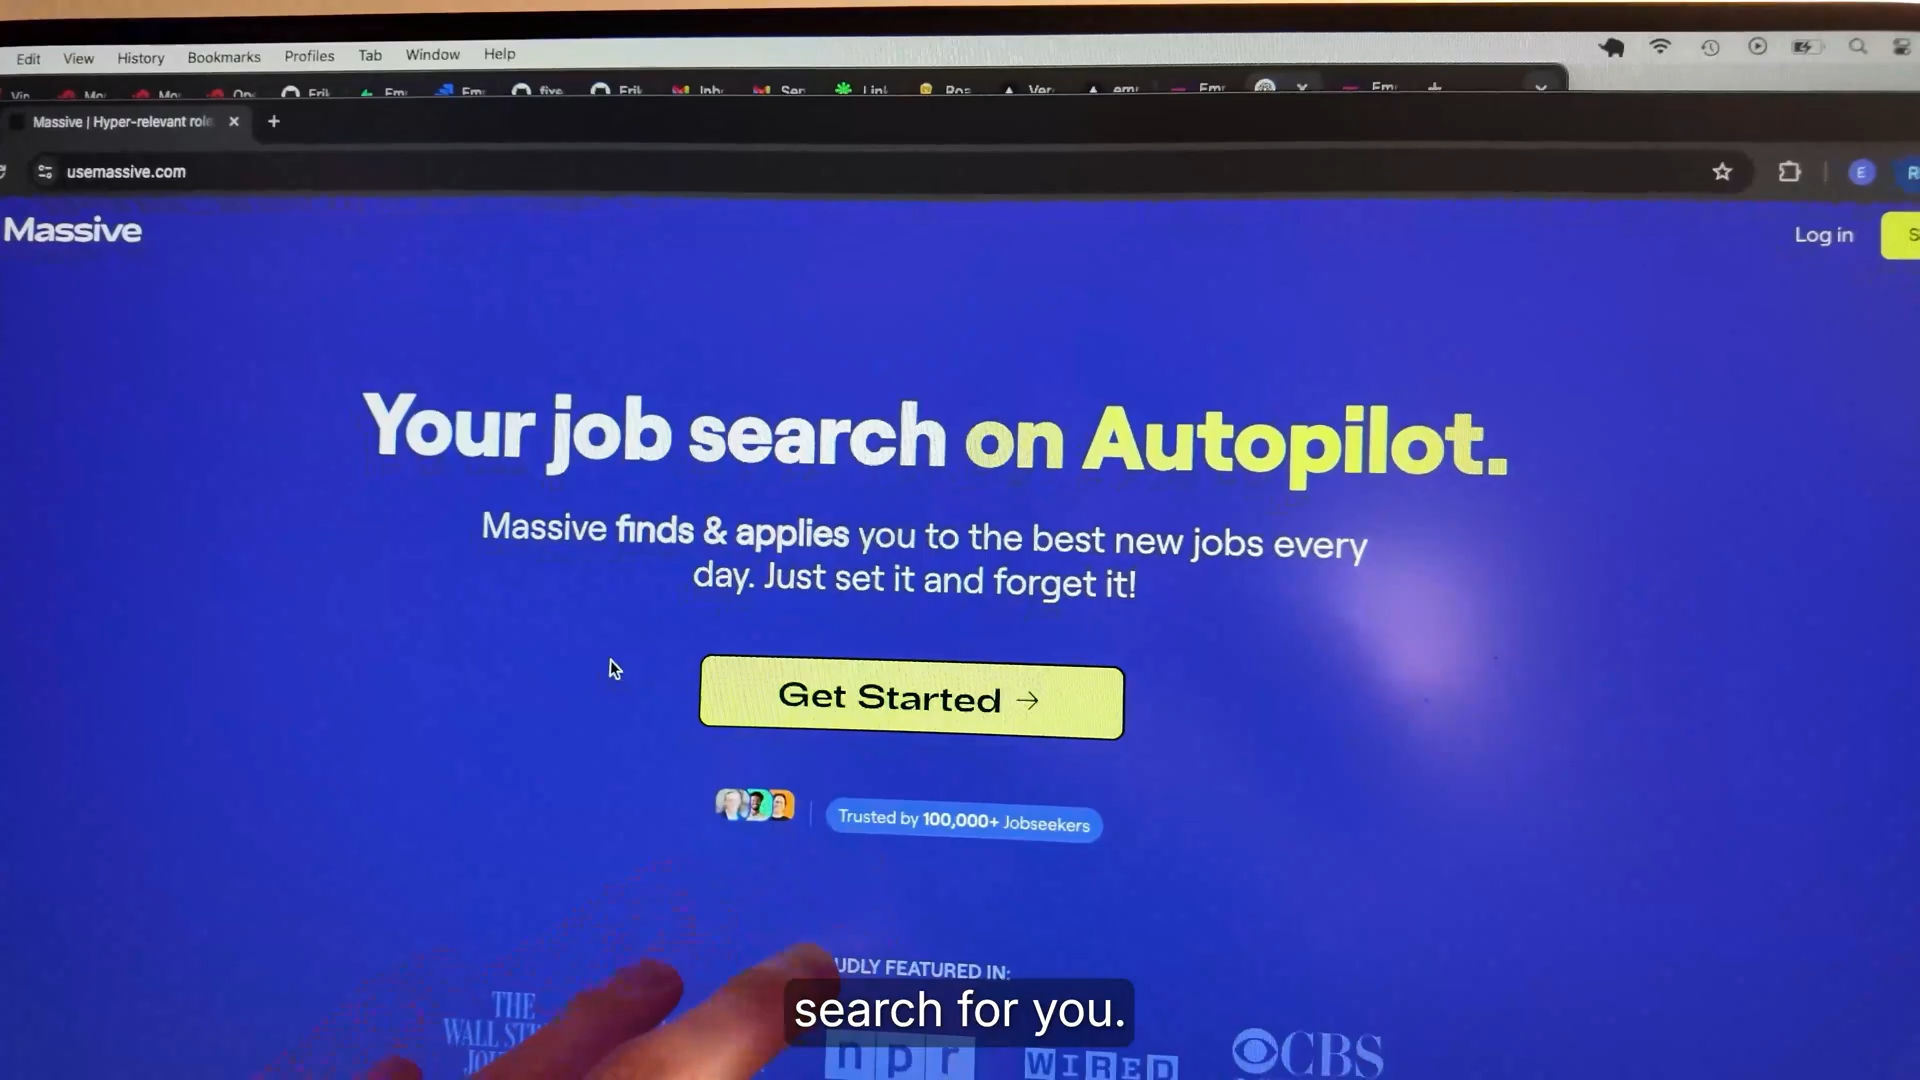 Edit View History Bookmarks Profiles Tab Window Help
five
Massive | Hyper-relevant role
usemassive.com
E
Massive
Log in
Your job search on Autopilot.
Massive finds & applies you to the best new jobs every
day. Just set it and forget it!
Get Started →
Trusted by 100,000+ Jobseekers
UDLY FEATURED IN:
search for you.
THE
WALL ST
npr
WIRED
CBS